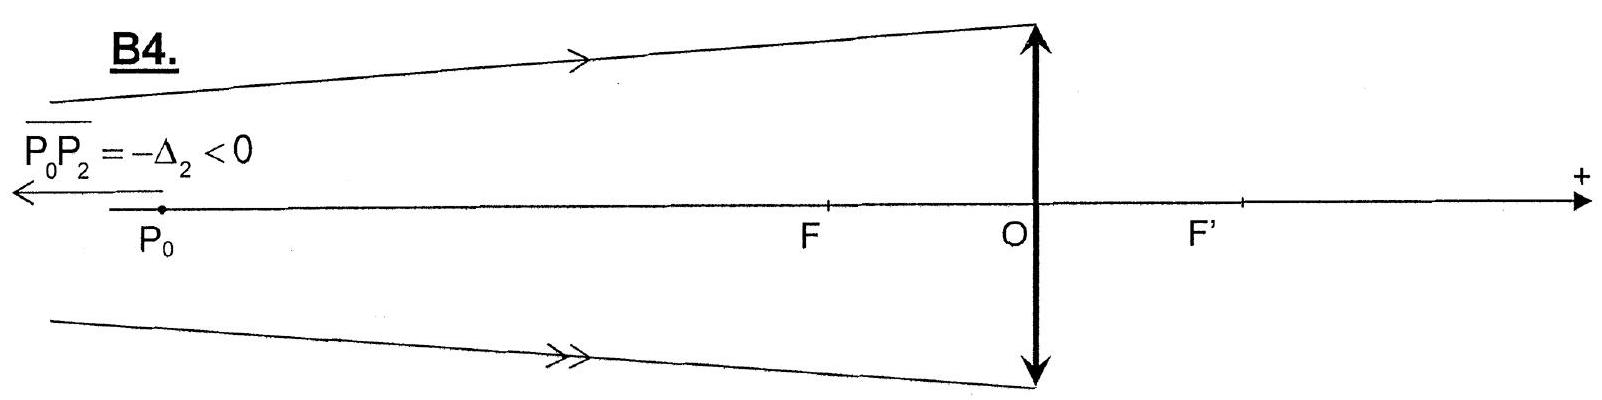 B4.
P₀P₂ = -Δ₂ < 0
+
P₀
F
O
F'